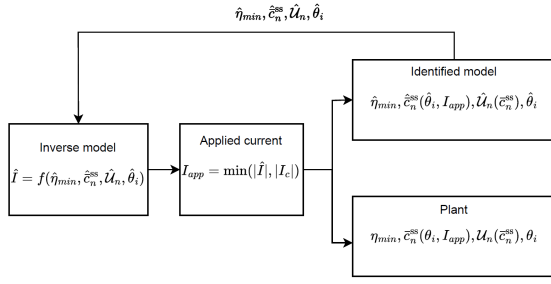 η̂_min, ĉ̄_n^ss, Û_n, θ̂_i
Identified model
η̂_min, ĉ̄_n^ss(θ̂_i, I_app), Û_n(c̄_n^ss), θ̂_i
Inverse model
Î = f(η̂_min, ĉ̄_n^ss, Û_n, θ̂_i)
Applied current
I_app = min(|Î|, |I_c|)
Plant
η_min, c̄_n^ss(θ_i, I_app), U_n(c̄_n^ss), θ_i